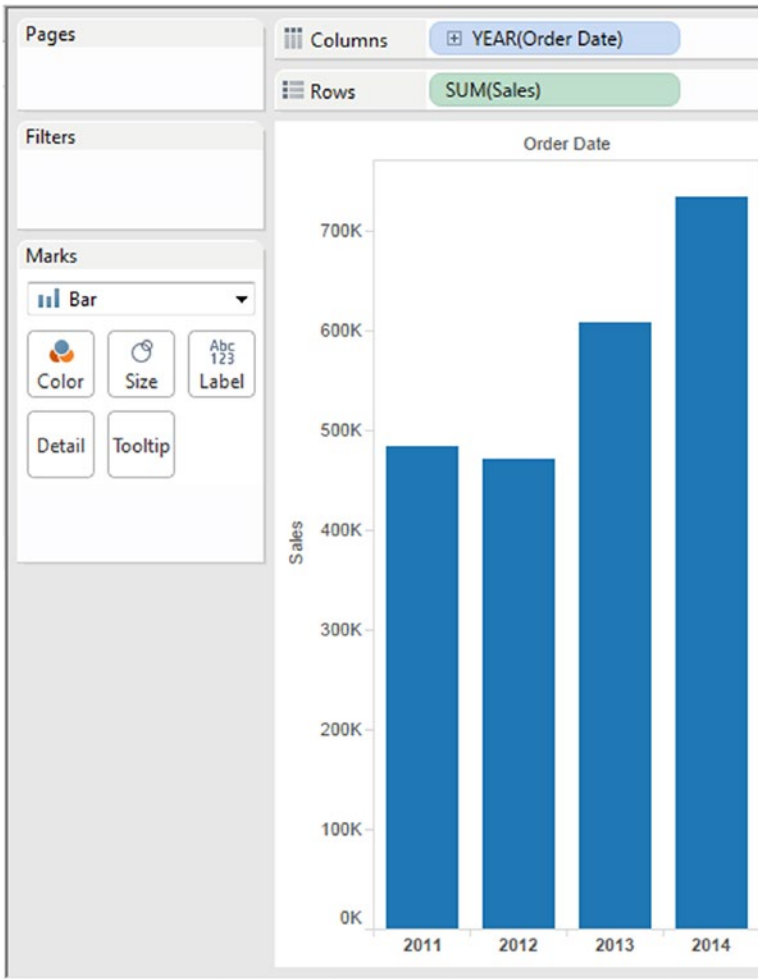 Pages
Columns
YEAR(Order Date)
Rows
SUM(Sales)
Filters
Marks
Bar
Color
Size
Abc
123
Label
Detail
Tooltip
Order Date
Sales
700K
600K
500K
400K
300K
200K
100K
0K
2011 2012 2013 2014